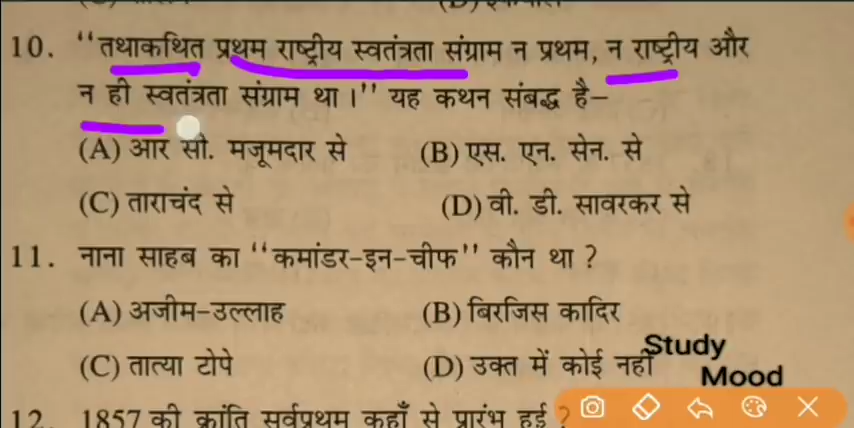 10. "तथाकथित प्रथम राष्ट्रीय स्वतंत्रता संग्राम न प्रथम, न राष्ट्रीय और
न ही स्वतंत्रता संग्राम था।" यह कथन संबद्ध है–
(A) आर सी. मजूमदार से (B) एस. एन. सेन. से
(C) ताराचंद से (D) वी. डी. सावरकर से
11. नाना साहब का "कमांडर-इन-चीफ" कौन था ?
(A) अजीम-उल्लाह (B) बिरजिस कादिर
(C) तात्या टोपे (D) उक्त में कोई नहीं
Study
Mood
12. 1857 की क्रांति सर्वप्रथम कहाँ से प्रारंभ हुई ?